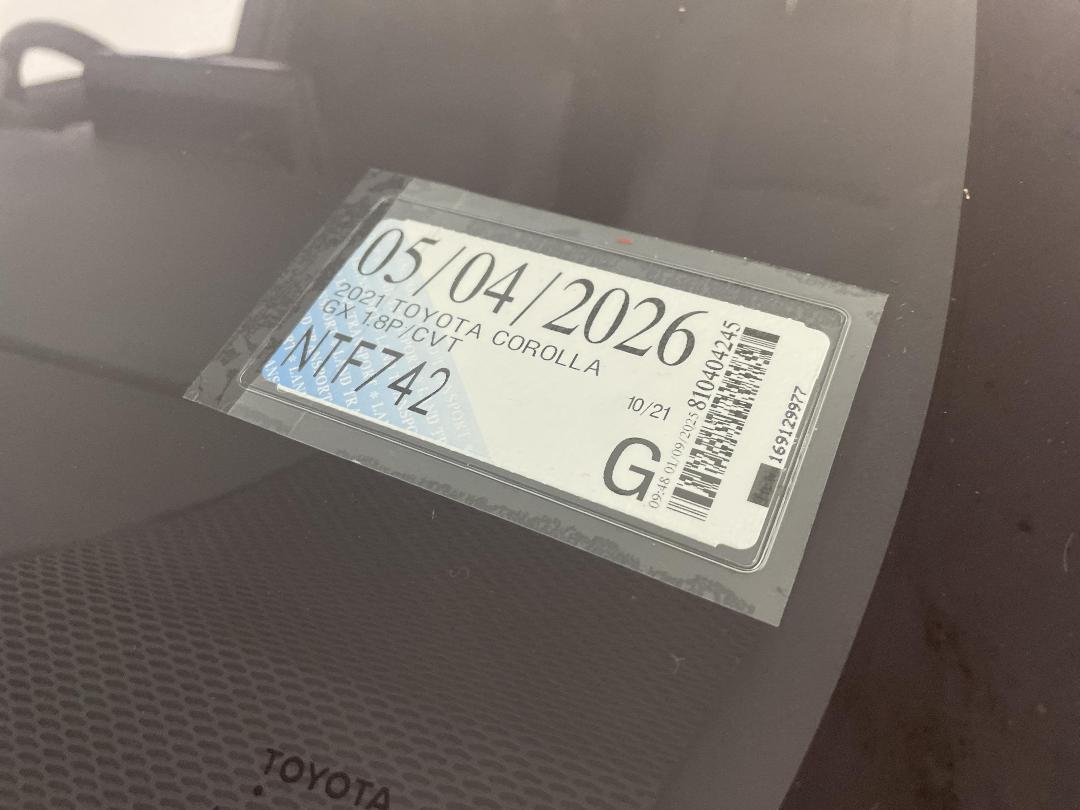 05/04/2026
2021 TOYOTA COROLLA
GX 1.8P/CVT
NTF742
10/21
G
09:48 01/09/2025 810404245
169129977
TOYOTA